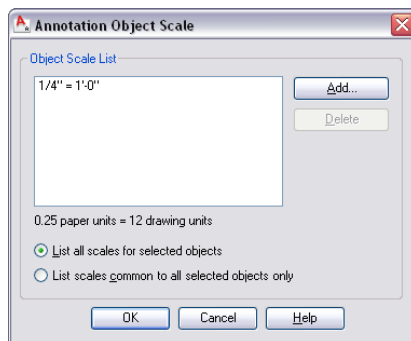 Annotation Object Scale
Object Scale List
1/4" = 1'-0"
Add...
Delete
0.25 paper units = 12 drawing units
List all scales for selected objects
List scales common to all selected objects only
OK Cancel Help